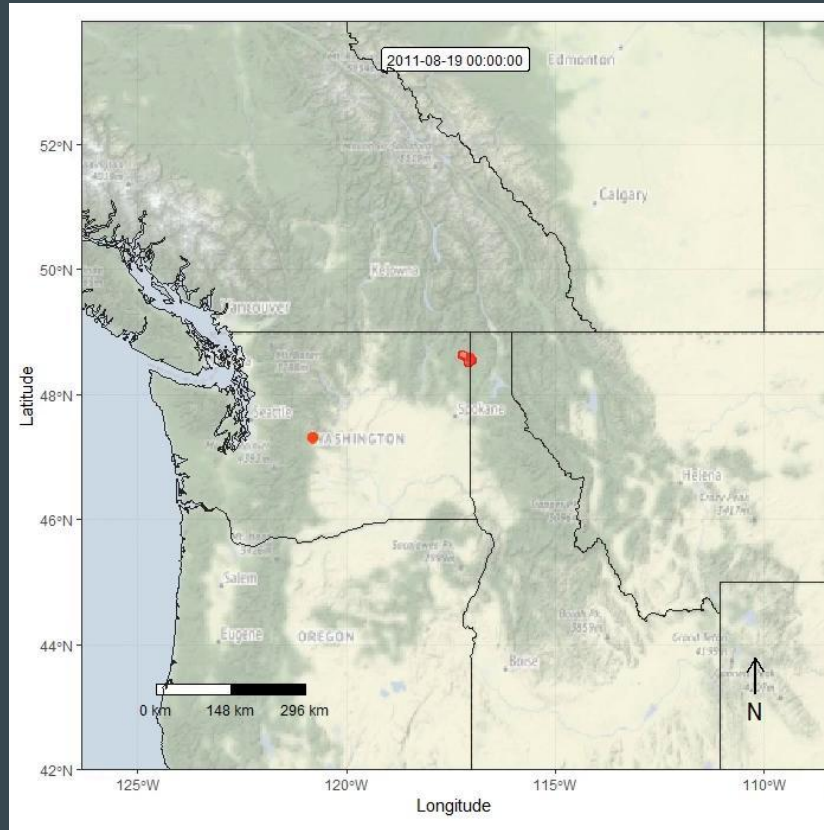 2011-08-19 00:00:00
Edmonton
52°N
Calgary
50°N
Kelowna
Vancouver
48°N
Seattle
Spokane
WASHINGTON
Helena
46°N
Salem
Eugene
OREGON
Boise
44°N
0 km 148 km 296 km
N
42°N
125°W 120°W 115°W 110°W
Longitude
Latitude